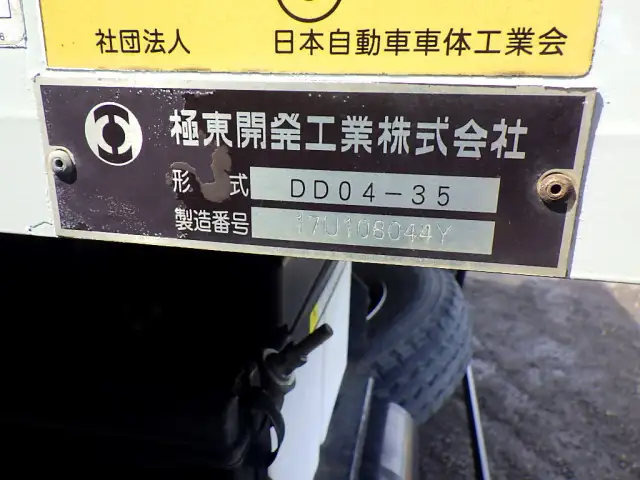 社団法人 日本自動車車体工業会
極東開発工業株式会社
形 式 DD04-35
製造番号 17U108044Y